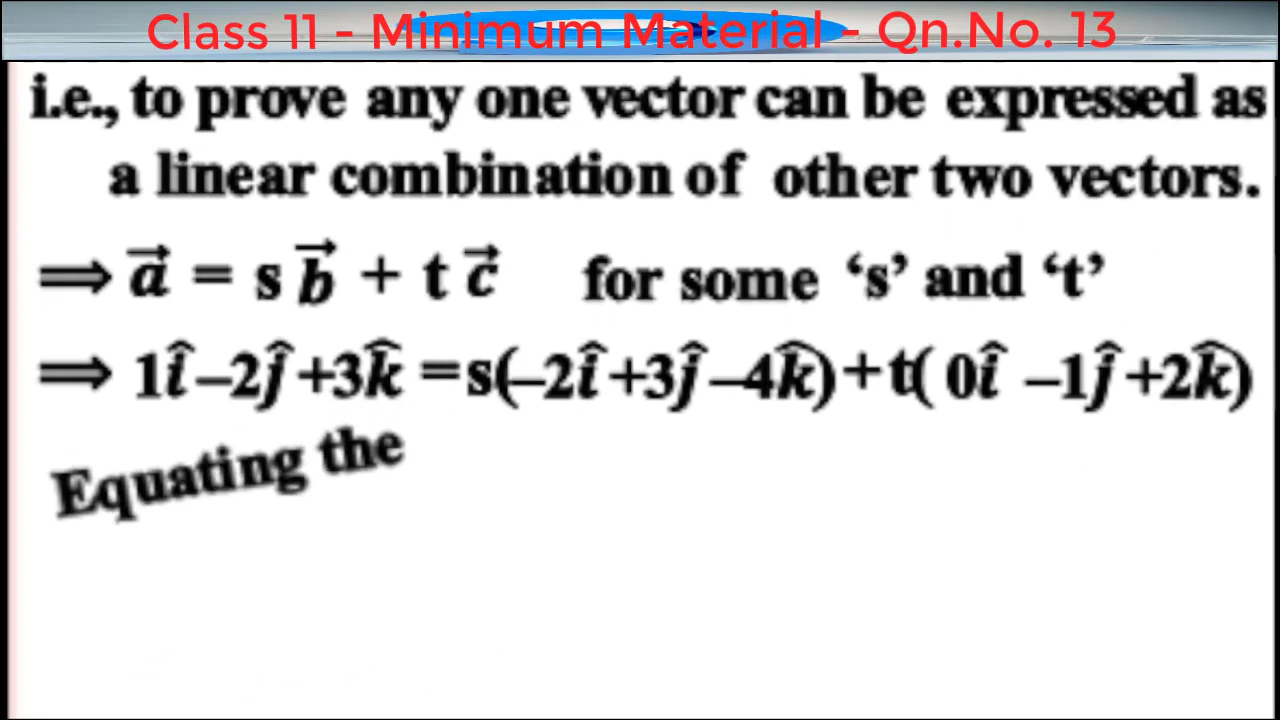 Class 11 - Minimum Material - Qn.No. 13
i.e., to prove any one vector can be expressed as
a linear combination of other two vectors.
⟹ a⃗ = s b⃗ + t c⃗ for some ‘s’ and ‘t’
⟹ 1î–2ĵ+3k̂ =s(–2î+3ĵ–4k̂)+t( 0î –1ĵ+2k̂)
Equating the